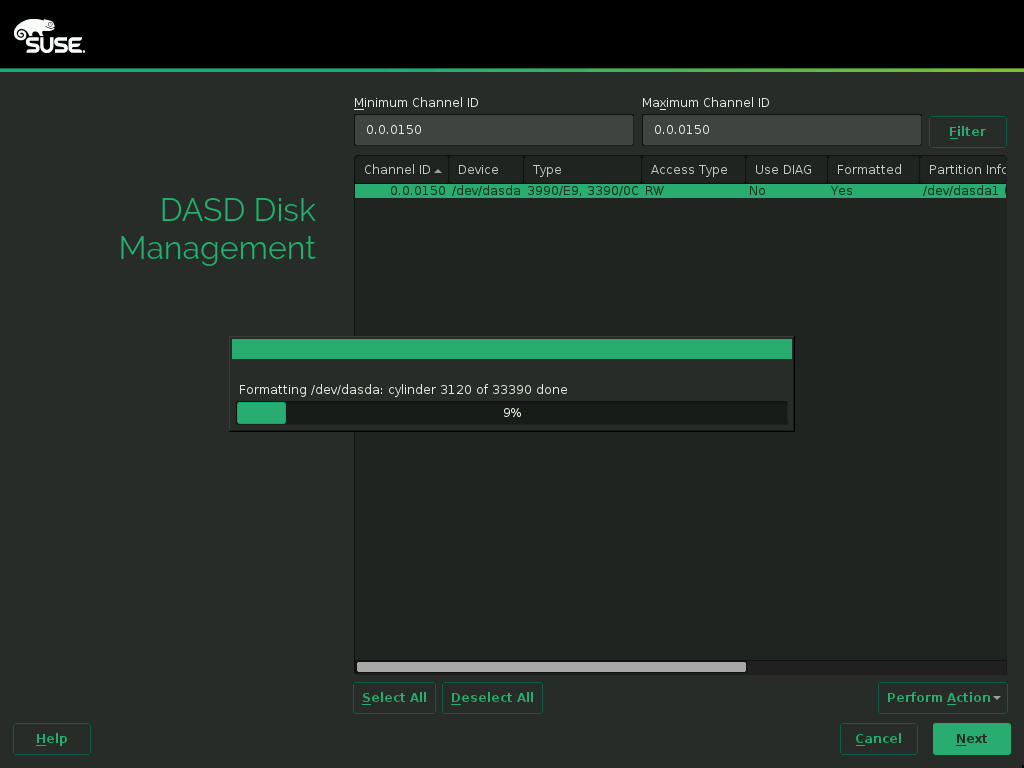 SUSE.
Minimum Channel ID Maximum Channel ID
0.0.0150 0.0.0150 Filter
Channel ID Device Type Access Type Use DIAG Formatted Partition Info
0.0.0150 /dev/dasda 3990/E9, 3390/0C RW No Yes /dev/dasda1
DASD Disk
Management
Formatting /dev/dasda: cylinder 3120 of 33390 done
9%
Select All Deselect All Perform Action
Help Cancel Next